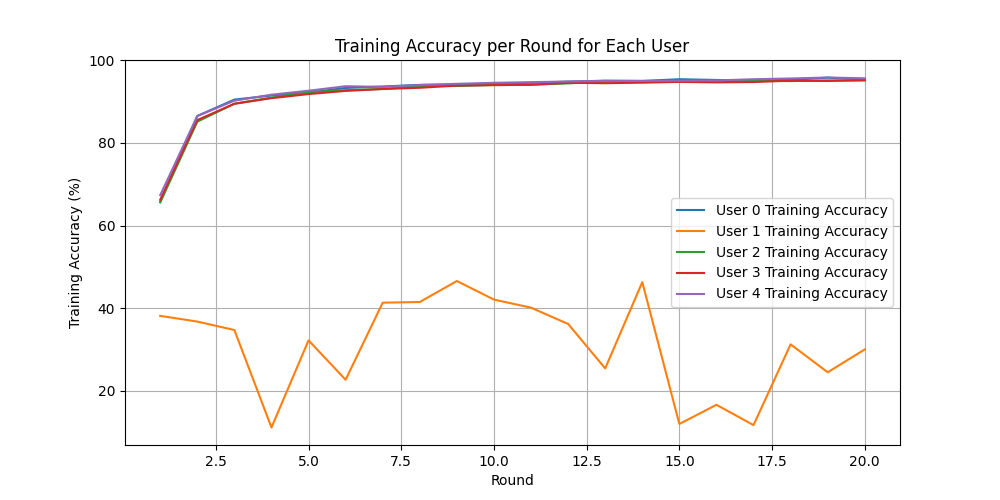 Training Accuracy per Round for Each User
Training Accuracy (%)
100
80
60
40
20
User 0 Training Accuracy
User 1 Training Accuracy
User 2 Training Accuracy
User 3 Training Accuracy
User 4 Training Accuracy
2.5 5.0 7.5 10.0 12.5 15.0 17.5 20.0
Round